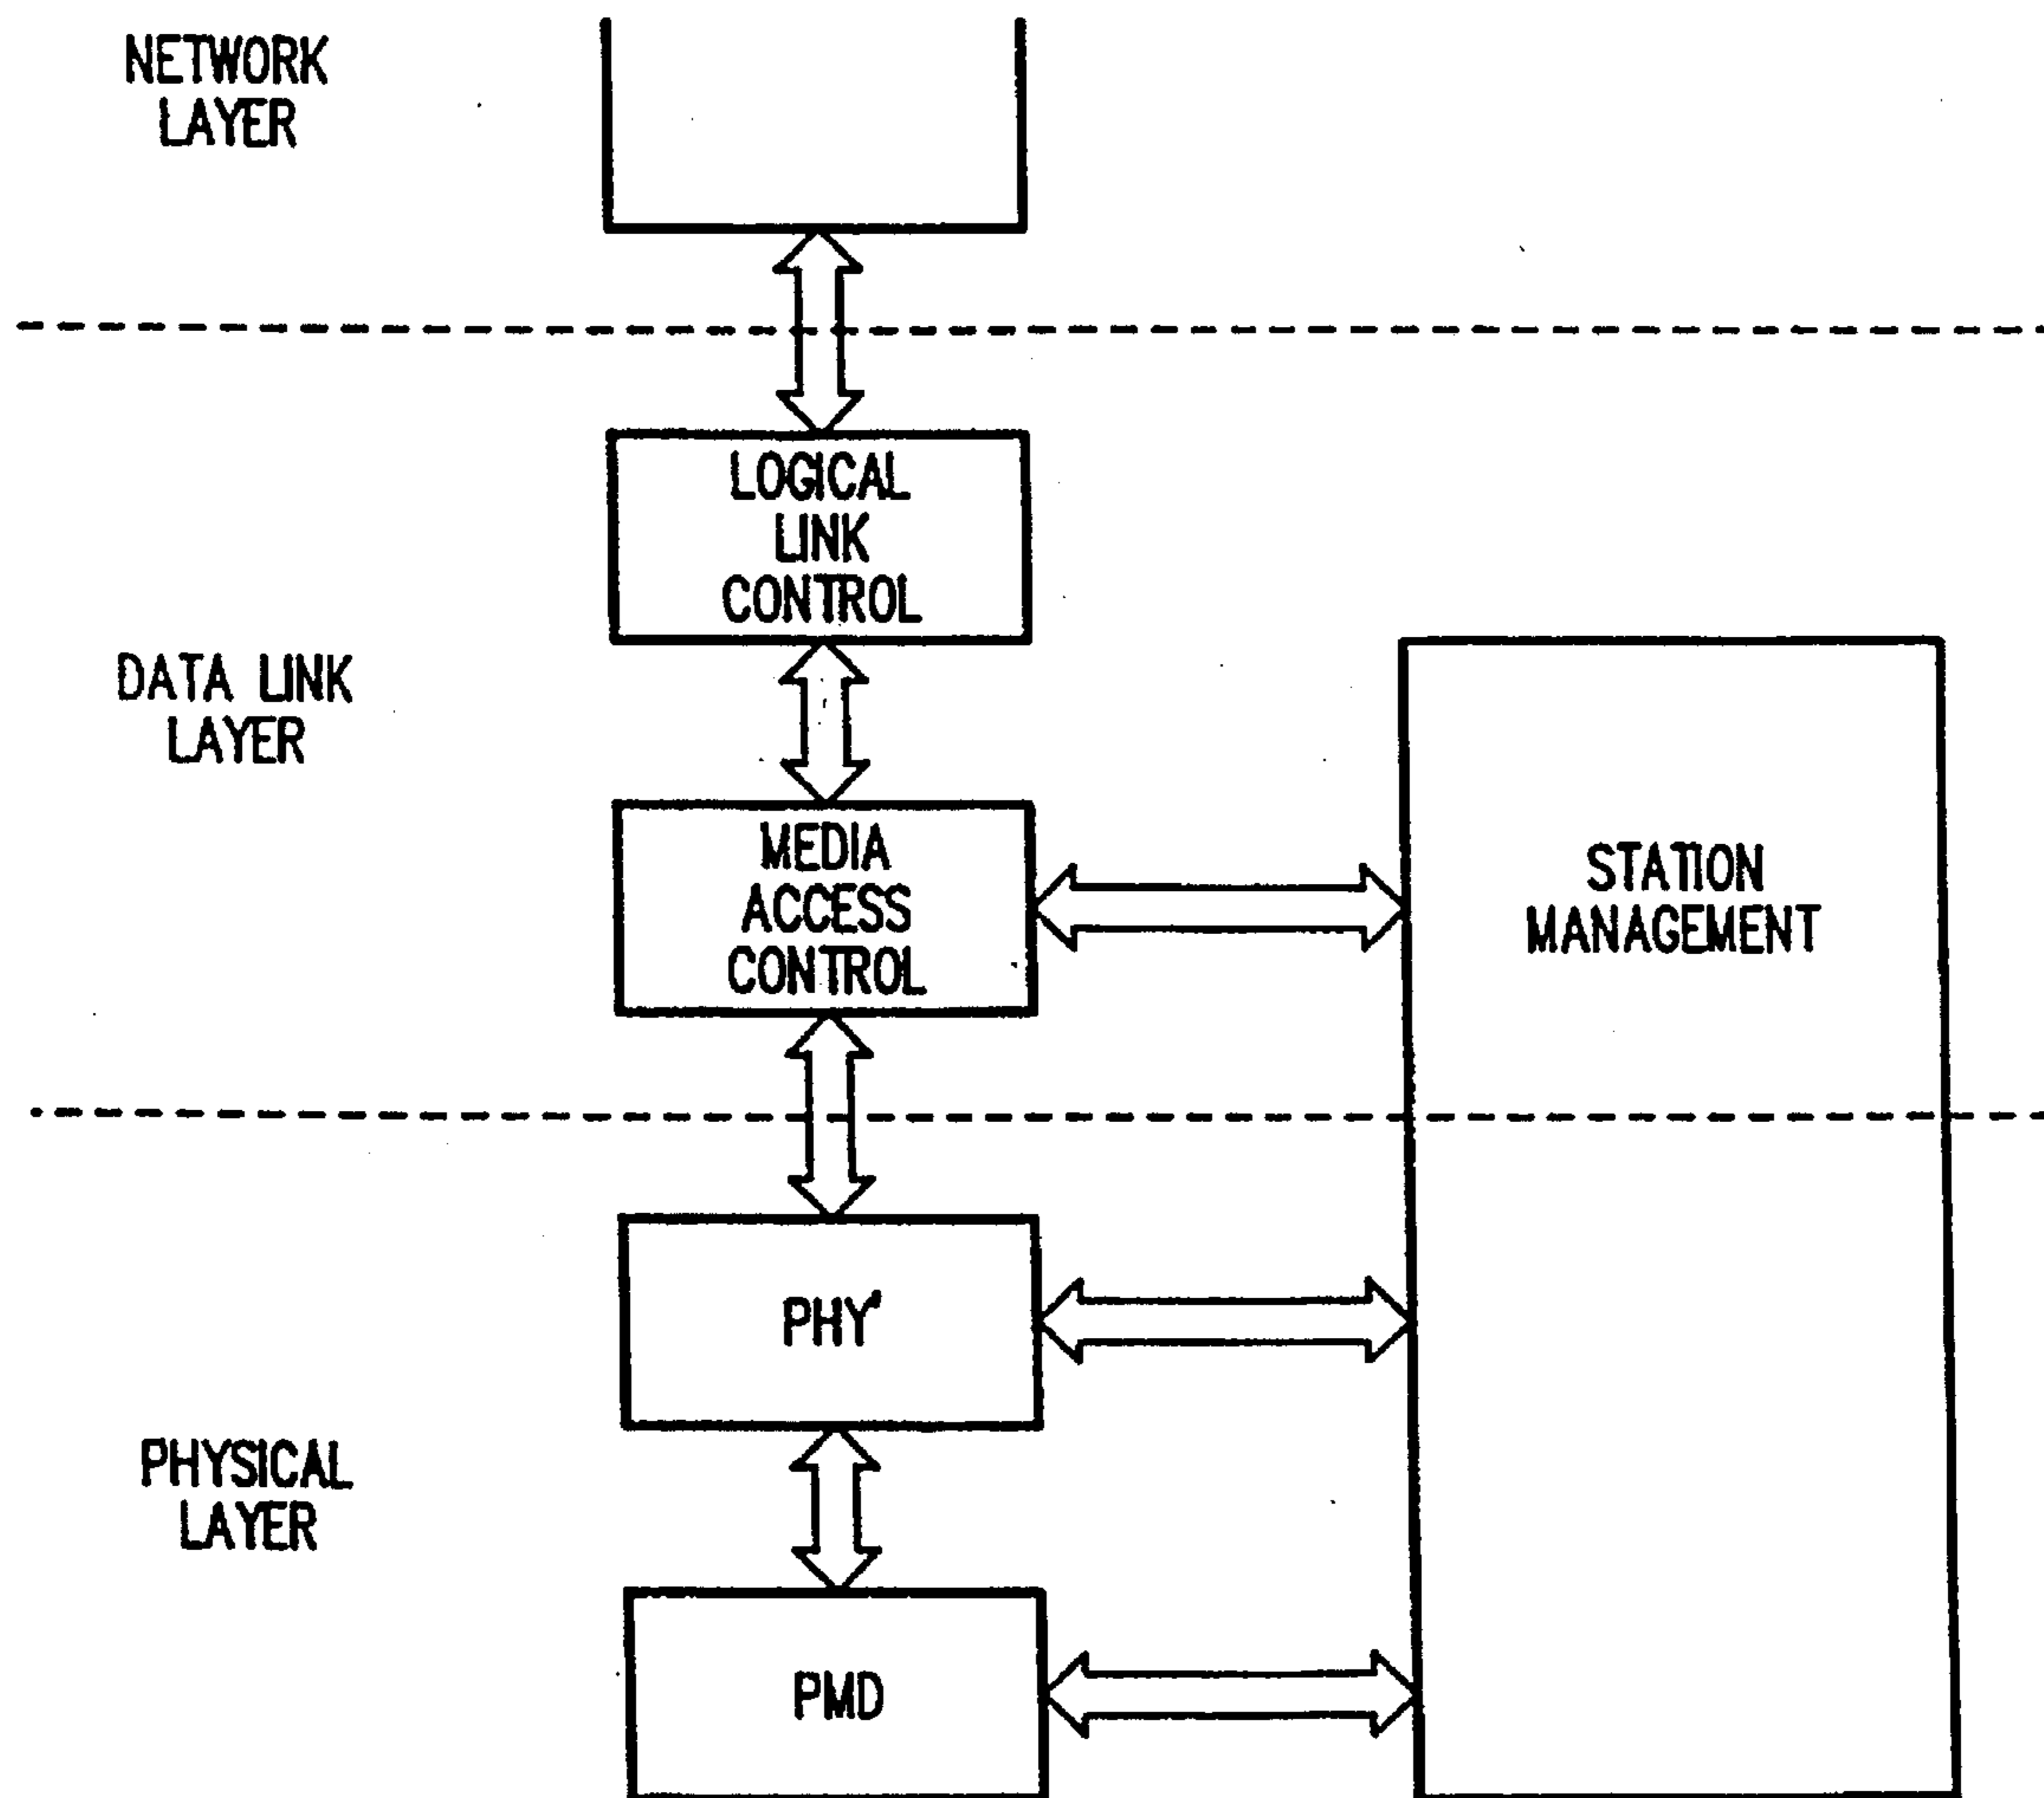 NETWORK
LAYER
LOGICAL
LINK
CONTROL
DATA LINK
LAYER
MEDIA
ACCESS
CONTROL
STATION
MANAGEMENT
PHY
PHYSICAL
LAYER
PMD